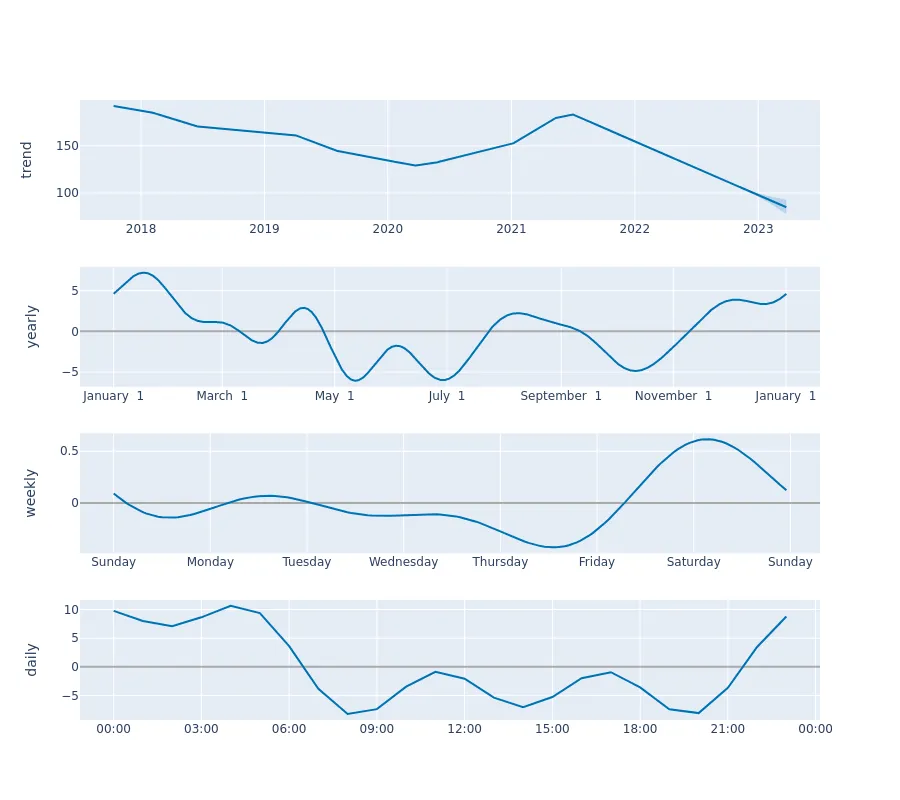 trend
150
100
2018 2019 2020 2021 2022 2023
yearly
5
0
−5
January 1 March 1 May 1 July 1 September 1 November 1 January 1
weekly
0.5
0
Sunday Monday Tuesday Wednesday Thursday Friday Saturday Sunday
daily
10
5
0
−5
00:00 03:00 06:00 09:00 12:00 15:00 18:00 21:00 00:00